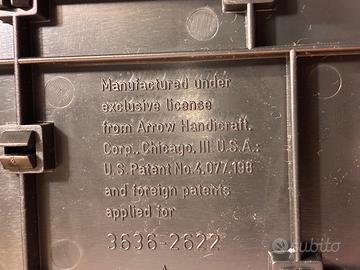 Manufactured under
exclusive license
from Arrow Handicraft,
Corp., Chicago, Ill. U.S.A.;
U.S. Patent No. 4,077,198
and foreign patents
applied for
3636-2622
subito